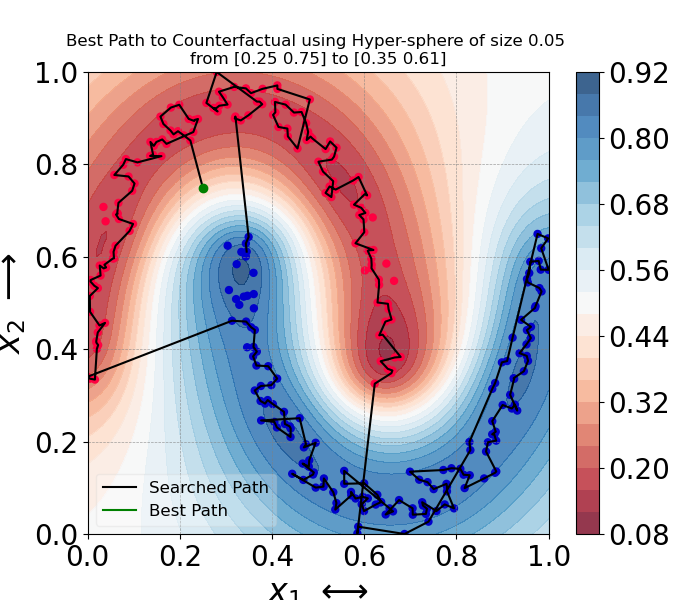 Best Path to Counterfactual using Hyper-sphere of size 0.05
from [0.25 0.75] to [0.35 0.61]
1.0
0.8
0.6
0.4
0.2
0.0
x₂ ⟷
Searched Path
Best Path
0.0 0.2 0.4 0.6 0.8 1.0
x₁ ⟷
0.92
0.80
0.68
0.56
0.44
0.32
0.20
0.08